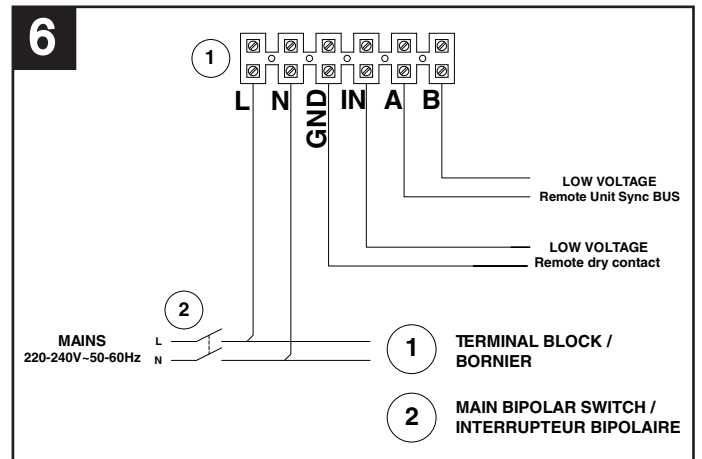 6
1
L N GND IN A B
LOW VOLTAGE
Remote Unit Sync BUS
LOW VOLTAGE
Remote dry contact
2
MAINS
220-240V~50-60Hz
L
N
1
TERMINAL BLOCK /
BORNIER
2
MAIN BIPOLAR SWITCH /
INTERRUPTEUR BIPOLAIRE